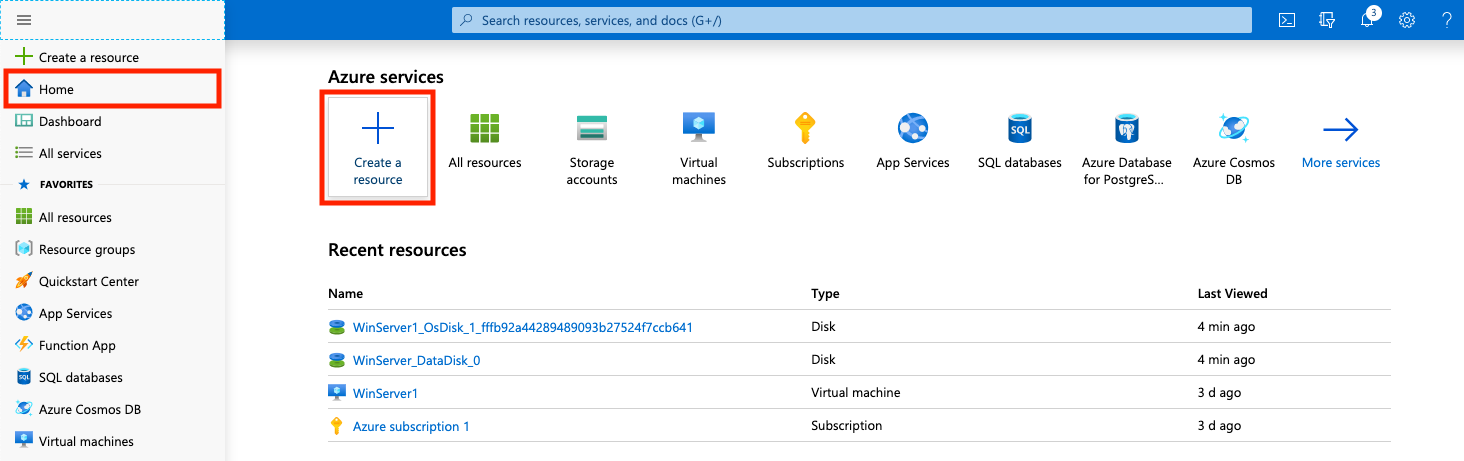 Search resources, services, and docs (G+/)
3
Create a resource
Home
Dashboard
All services
FAVORITES
All resources
Resource groups
Quickstart Center
App Services
Function App
SQL databases
Azure Cosmos DB
Virtual machines
Azure services
Create a
resource
All resources
Storage
accounts
Virtual
machines
Subscriptions
App Services
SQL
SQL databases
Azure Database
for PostgreS...
Azure Cosmos
DB
More services
Recent resources
Name Type Last Viewed
WinServer1_OsDisk_1_fffb92a44289489093b27524f7ccb641 Disk 4 min ago
WinServer_DataDisk_0 Disk 4 min ago
WinServer1 Virtual machine 3 d ago
Azure subscription 1 Subscription 3 d ago